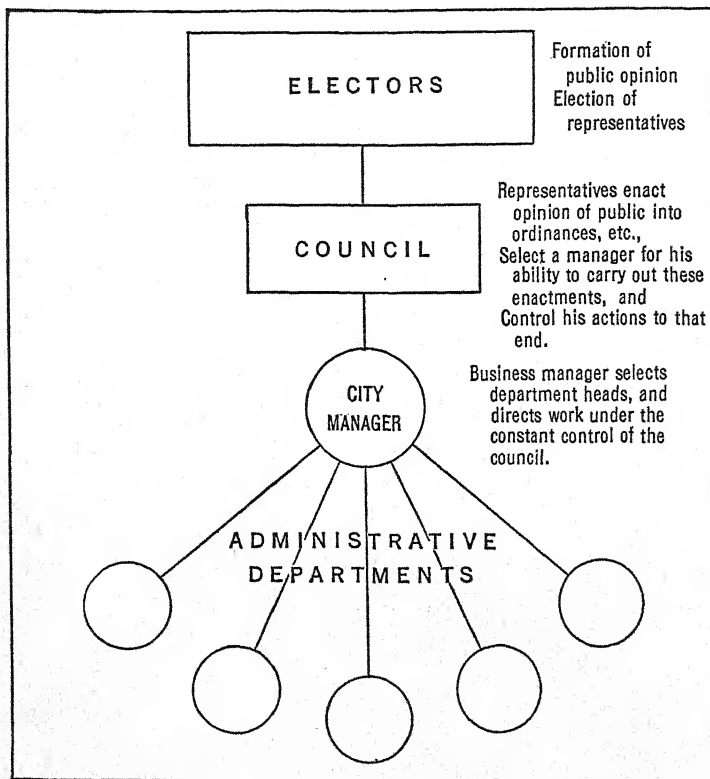 ELECTORS
Formation of
public opinion
Election of
representatives
COUNCIL
Representatives enact
opinion of public into
ordinances, etc.,
Select a manager for his
ability to carry out these
enactments, and
Control his actions to that
end.
CITY
MANAGER
Business manager selects
department heads, and
directs work under the
constant control of the
council.
ADMINISTRATIVE
DEPARTMENTS